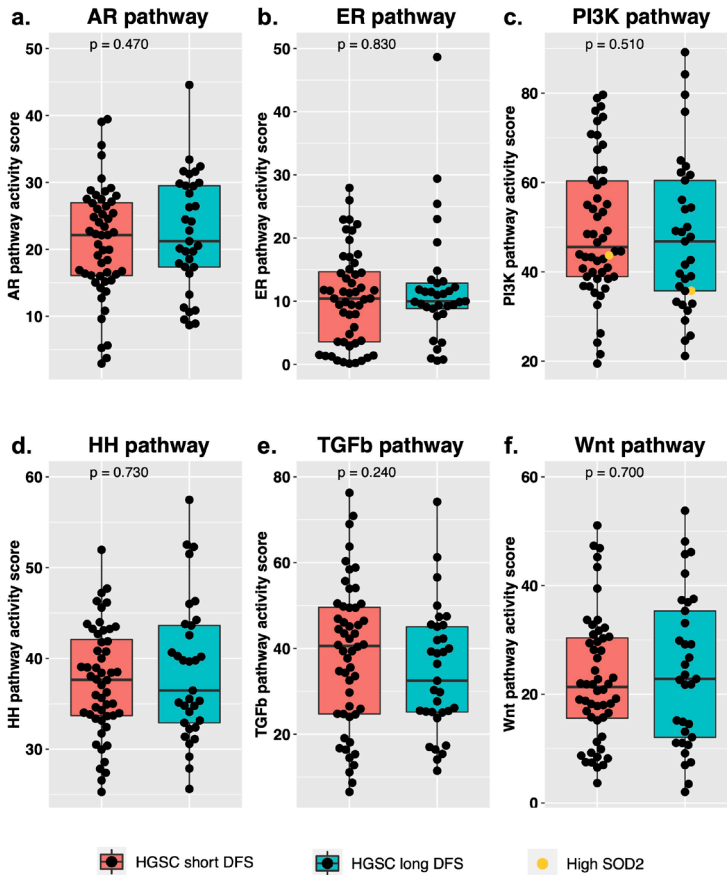 a. AR pathway
p = 0.470
AR pathway activity score
50
40
30
20
10
b. ER pathway
p = 0.830
ER pathway activity score
50
40
30
20
10
0
c. PI3K pathway
p = 0.510
PI3K pathway activity score
80
60
40
20
d. HH pathway
p = 0.730
HH pathway activity score
60
50
40
30
e. TGFb pathway
p = 0.240
TGFb pathway activity score
80
60
40
20
f. Wnt pathway
p = 0.700
Wnt pathway activity score
60
40
20
0
HGSC short DFS
HGSC long DFS
High SOD2